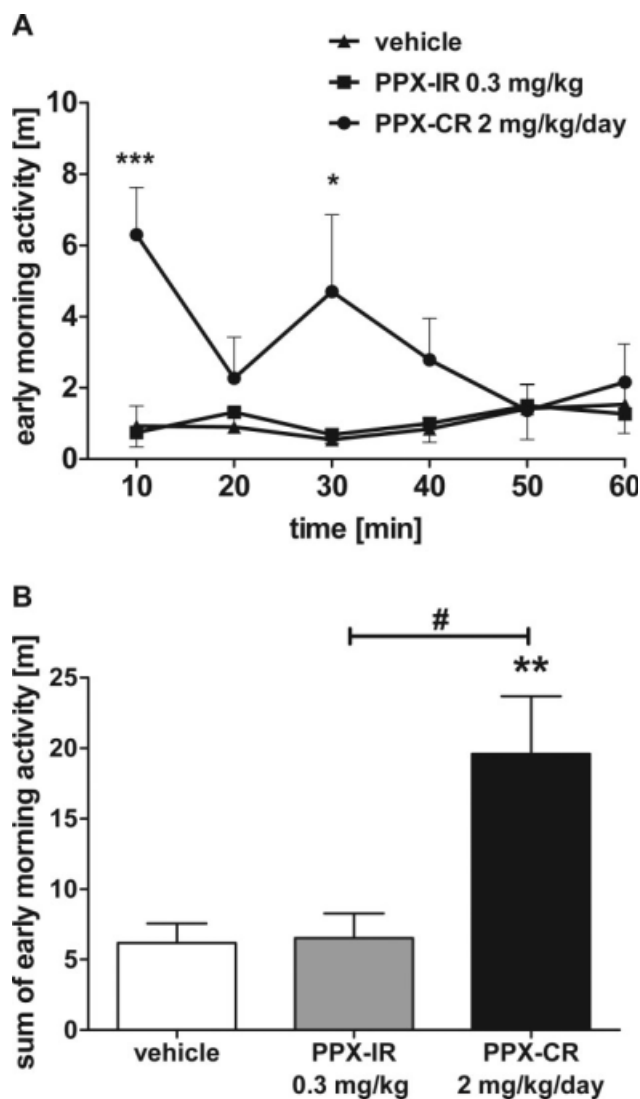 A
vehicle
PPX-IR 0.3 mg/kg
PPX-CR 2 mg/kg/day
early morning activity [m]
10
8
6
4
2
0
***
*
10 20 30 40 50 60
time [min]
B
sum of early morning activity [m]
25
20
15
10
5
0
#
**
vehicle PPX-IR PPX-CR
0.3 mg/kg 2 mg/kg/day